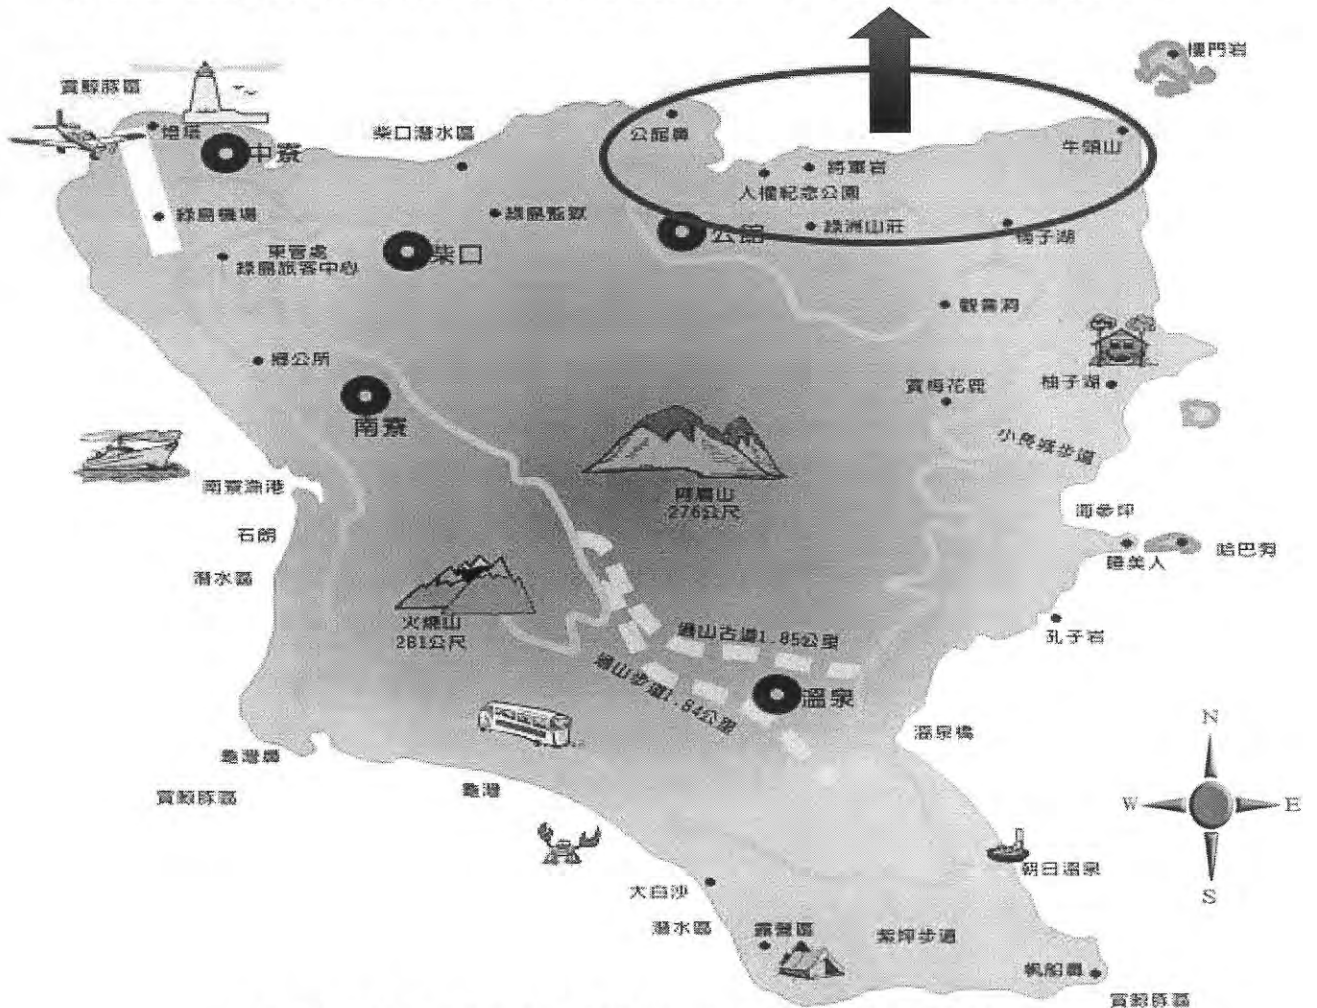 樓門岩
賞鯨豚區
燈塔
中寮
柴口潛水區
公館鼻
牛頭山
將軍岩
人權紀念公園
綠島機場
綠島監獄
公館
綠洲山莊
柚子湖
東管處
綠島旅客中心
柴口
觀音洞
鄉公所
賞梅花鹿
柚子湖
南寮
小長城步道
南寮漁港
阿眉山
276公尺
海參坪
石朗
潛水區
睡美人
哈巴狗
火燒山
281公尺
孔子岩
過山古道1.85公里
過山步道1.84公里
溫泉
溫泉橋
N
W
E
S
龜灣鼻
賞鯨豚區
龜灣
朝日溫泉
大白沙
潛水區
露營區
紫坪步道
帆船鼻
賞鯨豚區